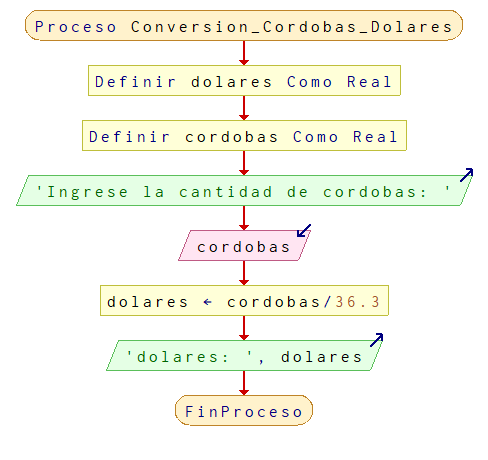 Proceso Conversion_Cordobas_Dolares
Definir dolares Como Real
Definir cordobas Como Real
'Ingrese la cantidad de cordobas: '
cordobas
dolares ← cordobas/36.3
'dolares: ', dolares
FinProceso